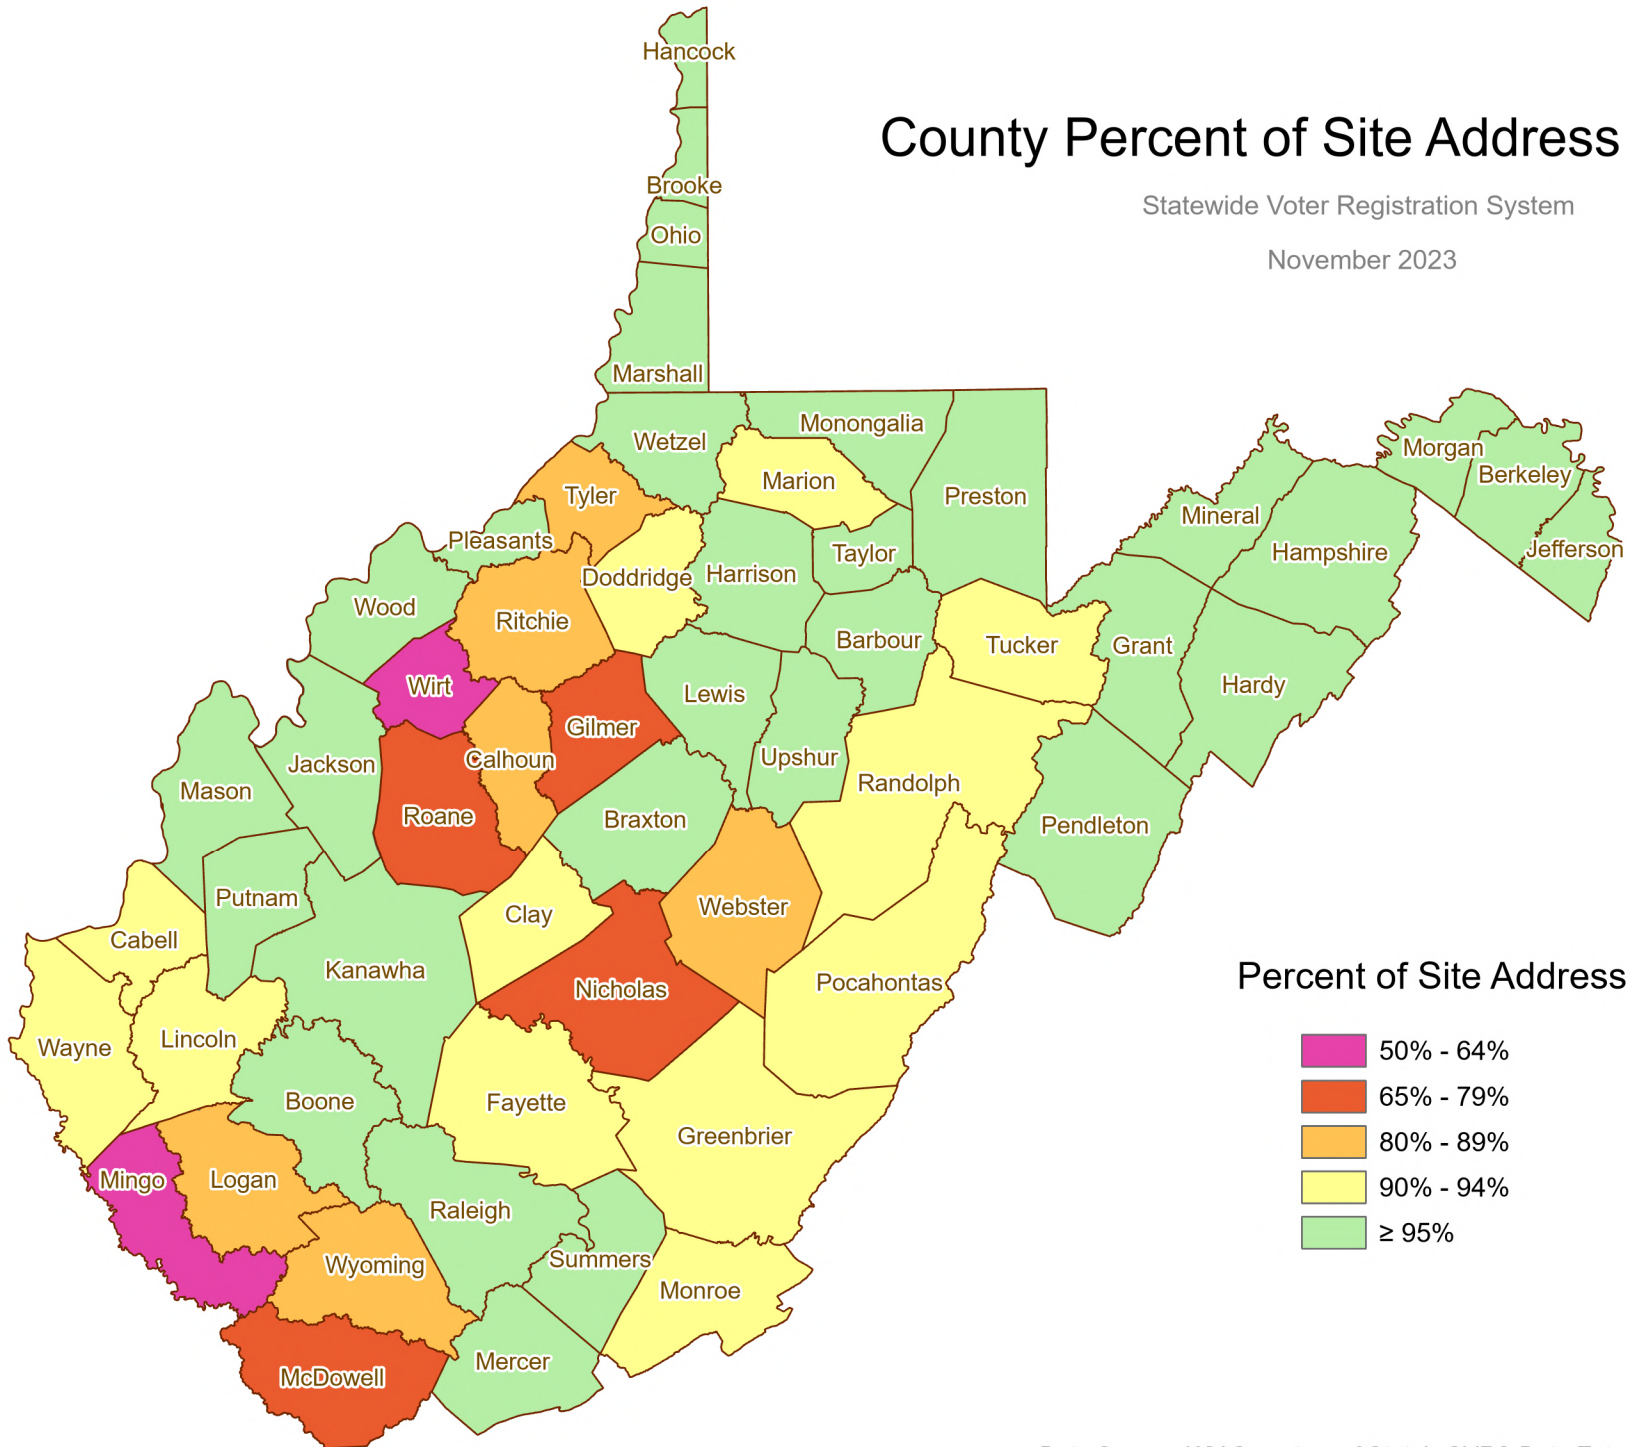 Hancock
County Percent of Site Address
Brooke
Statewide Voter Registration System
Ohio
November 2023
Marshall
Wetzel
Monongalia
Marion
Preston
Morgan
Berkeley
Jefferson
Mineral
Hampshire
Tyler
Pleasants
Doddridge
Harrison
Taylor
Wood
Ritchie
Barbour
Tucker
Grant
Hardy
Wirt
Gilmer
Lewis
Calhoun
Upshur
Randolph
Jackson
Mason
Roane
Braxton
Pendleton
Putnam
Clay
Webster
Cabell
Kanawha
Nicholas
Pocahontas
Wayne
Lincoln
Boone
Fayette
Greenbrier
Mingo
Logan
Raleigh
Wyoming
Summers
Monroe
McDowell
Mercer
Percent of Site Address
50% - 64%
65% - 79%
80% - 89%
90% - 94%
≥ 95%